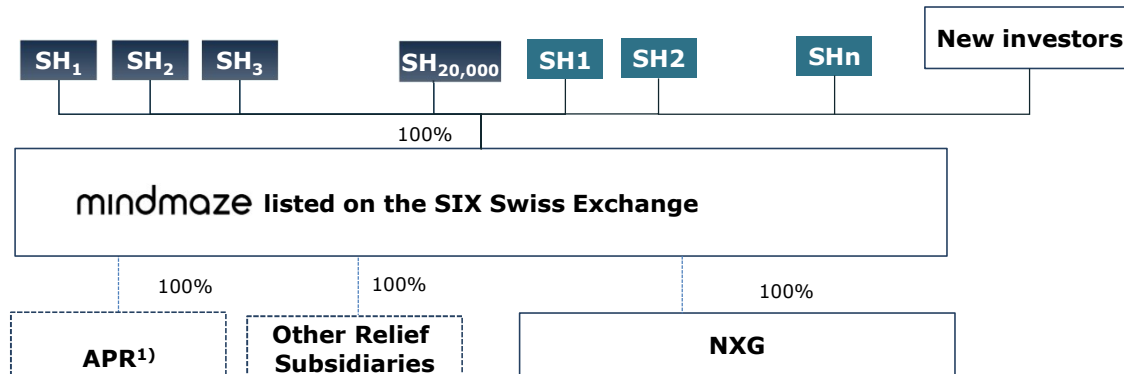 New investors
SH1 SH2 SH3 SH20,000 SH1 SH2 SHn
100%
mindmaze listed on the SIX Swiss Exchange
100% 100% 100%
APR1)
Other Relief
Subsidiaries
NXG